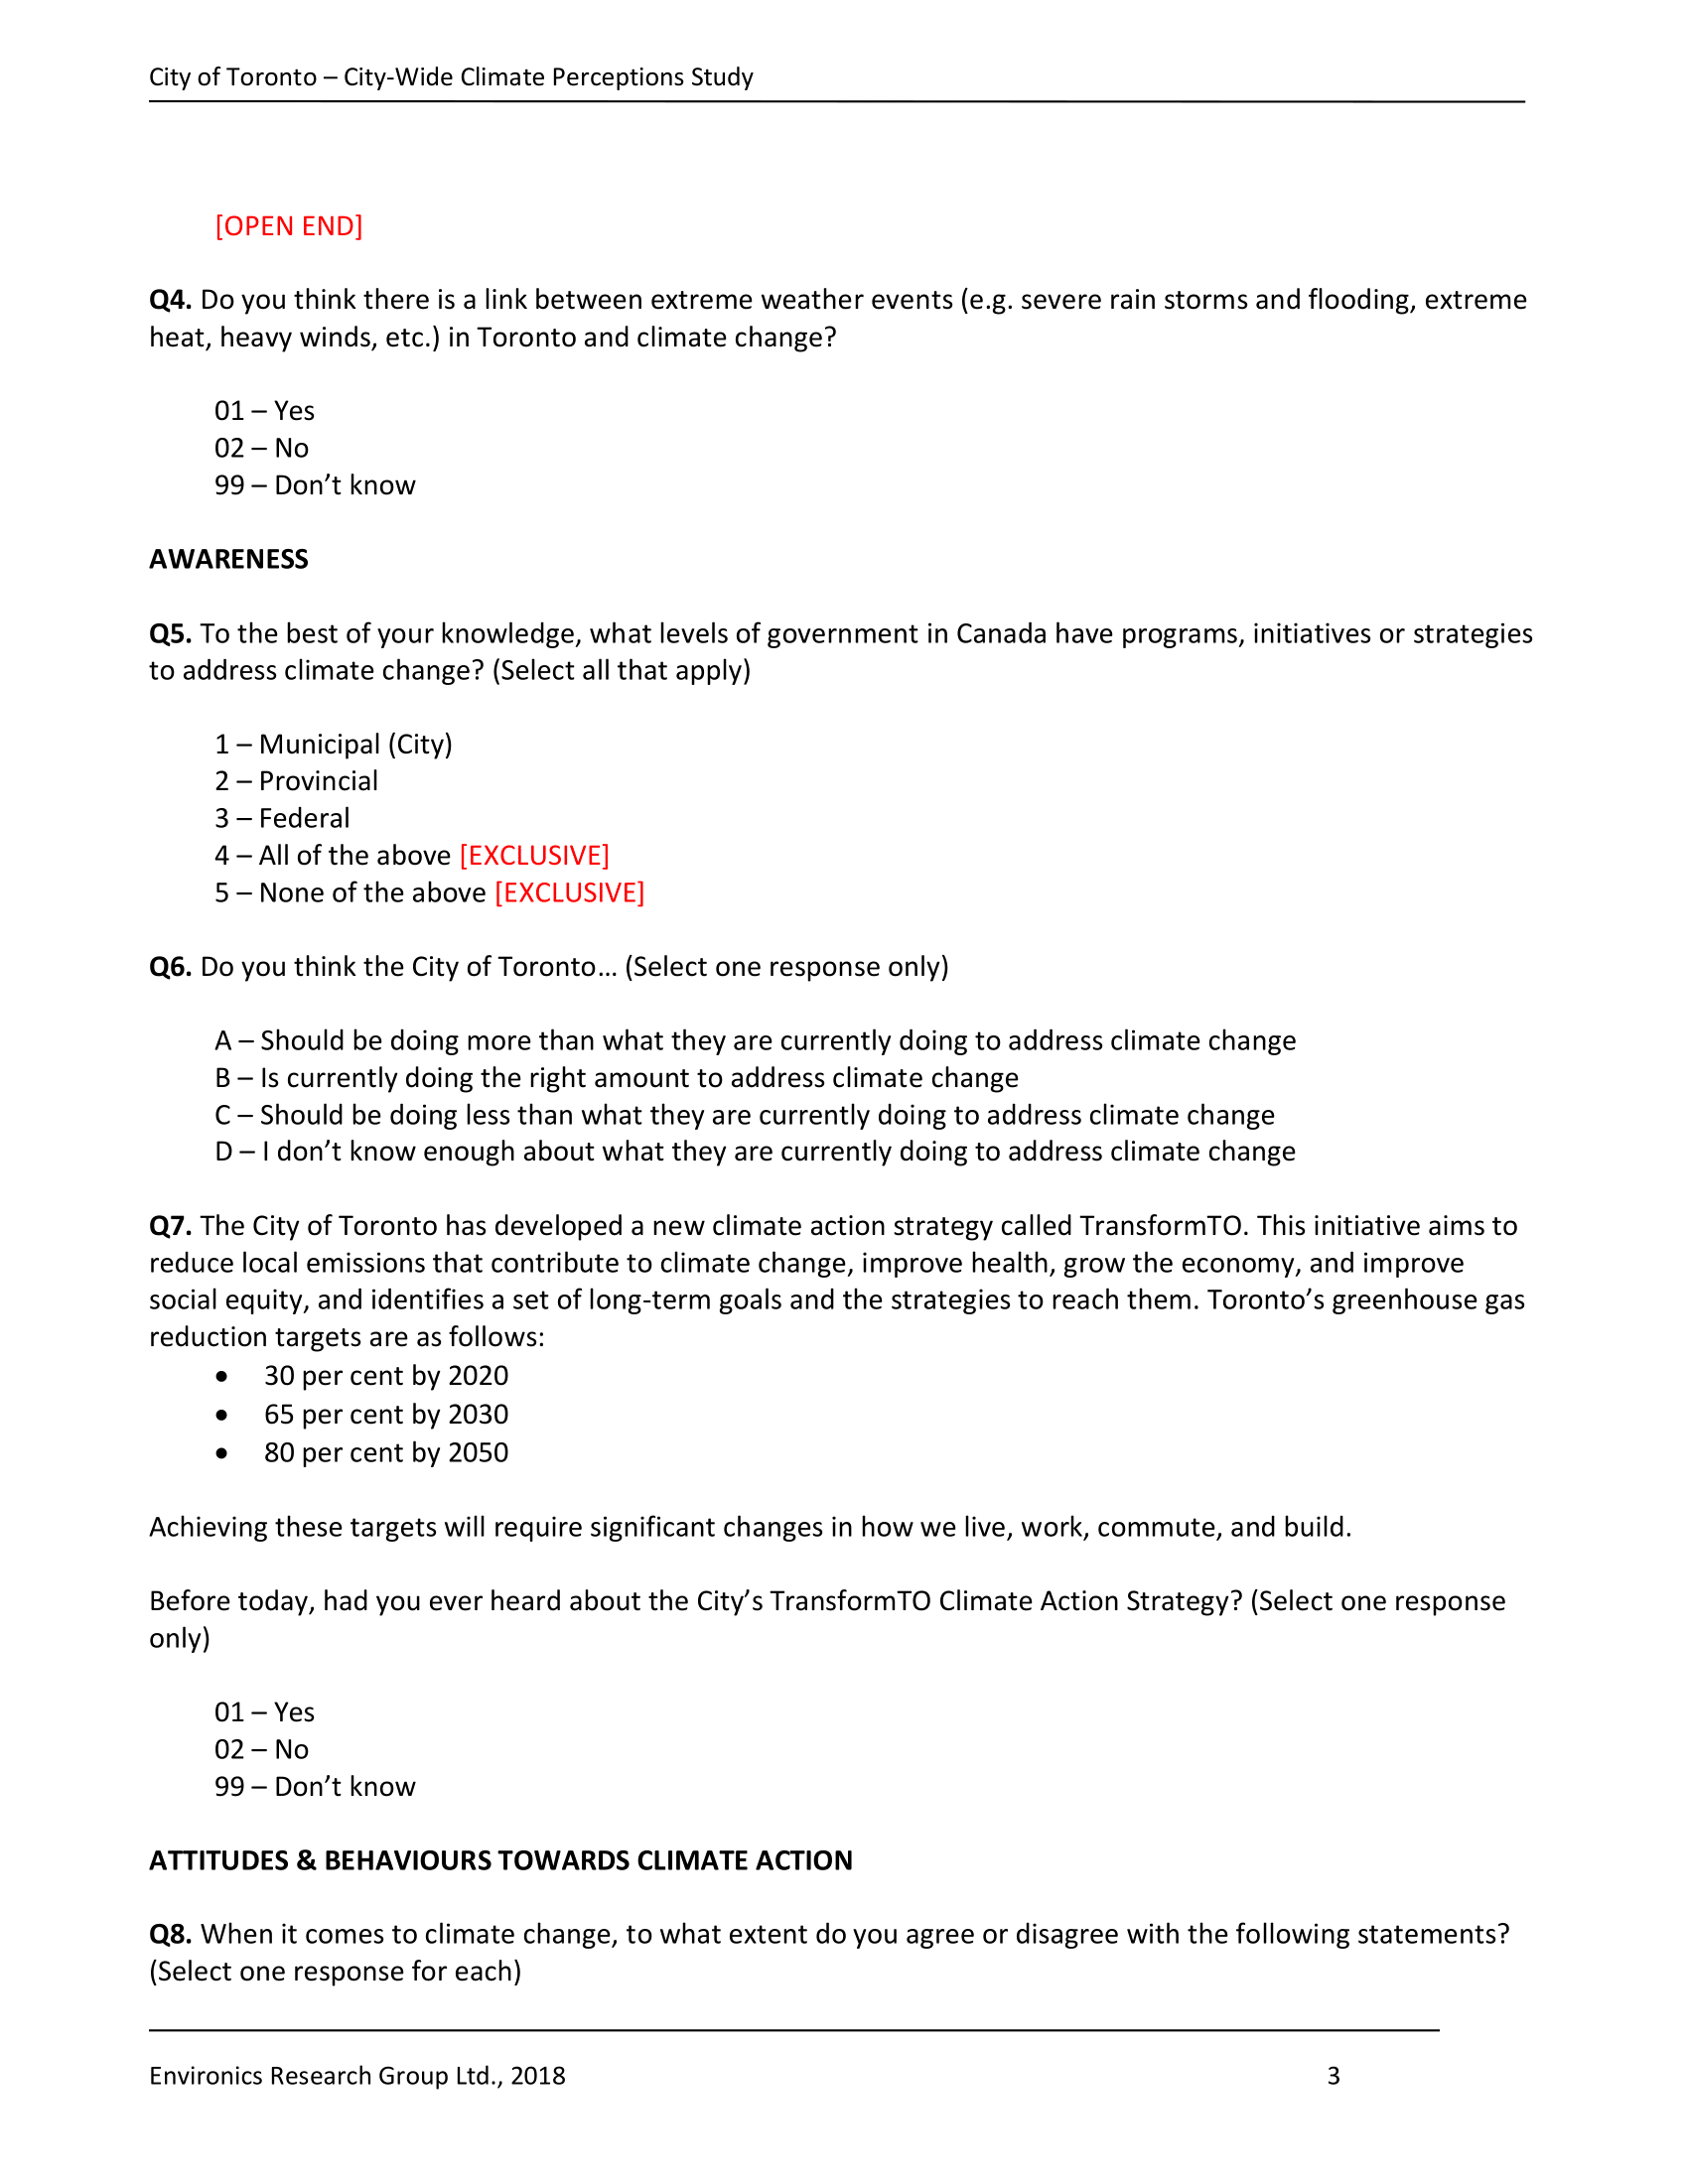 City of Toronto – City-Wide Climate Perceptions Study
[OPEN END]
Q4. Do you think there is a link between extreme weather events (e.g. severe rain storms and flooding, extreme
heat, heavy winds, etc.) in Toronto and climate change?
01 – Yes
02 – No
99 – Don’t know
AWARENESS
Q5. To the best of your knowledge, what levels of government in Canada have programs, initiatives or strategies
to address climate change? (Select all that apply)
1 – Municipal (City)
2 – Provincial
3 – Federal
4 – All of the above [EXCLUSIVE]
5 – None of the above [EXCLUSIVE]
Q6. Do you think the City of Toronto… (Select one response only)
A – Should be doing more than what they are currently doing to address climate change
B – Is currently doing the right amount to address climate change
C – Should be doing less than what they are currently doing to address climate change
D – I don’t know enough about what they are currently doing to address climate change
Q7. The City of Toronto has developed a new climate action strategy called TransformTO. This initiative aims to
reduce local emissions that contribute to climate change, improve health, grow the economy, and improve
social equity, and identifies a set of long-term goals and the strategies to reach them. Toronto’s greenhouse gas
reduction targets are as follows:
• 30 per cent by 2020
• 65 per cent by 2030
• 80 per cent by 2050
Achieving these targets will require significant changes in how we live, work, commute, and build.
Before today, had you ever heard about the City’s TransformTO Climate Action Strategy? (Select one response
only)
01 – Yes
02 – No
99 – Don’t know
ATTITUDES & BEHAVIOURS TOWARDS CLIMATE ACTION
Q8. When it comes to climate change, to what extent do you agree or disagree with the following statements?
(Select one response for each)
Environics Research Group Ltd., 2018 3